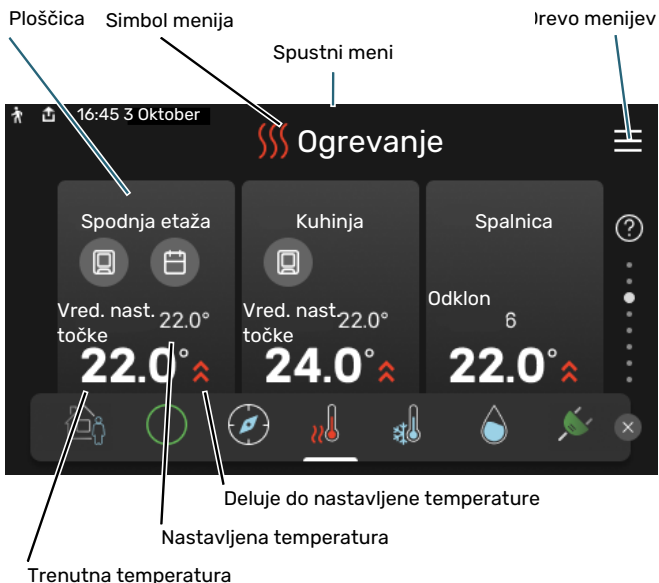 Ploščica
Simbol menija
Drevo menijev
Spustni meni
16:45 3 Oktober
Ogrevanje
Spodnja etaža
Kuhinja
Spalnica
?
Vred. nast.
točke
22.0°
Vred. nast.
točke
22.0°
Odklon
6
22.0°
24.0°
22.0°
Deluje do nastavljene temperature
Nastavljena temperatura
Trenutna temperatura